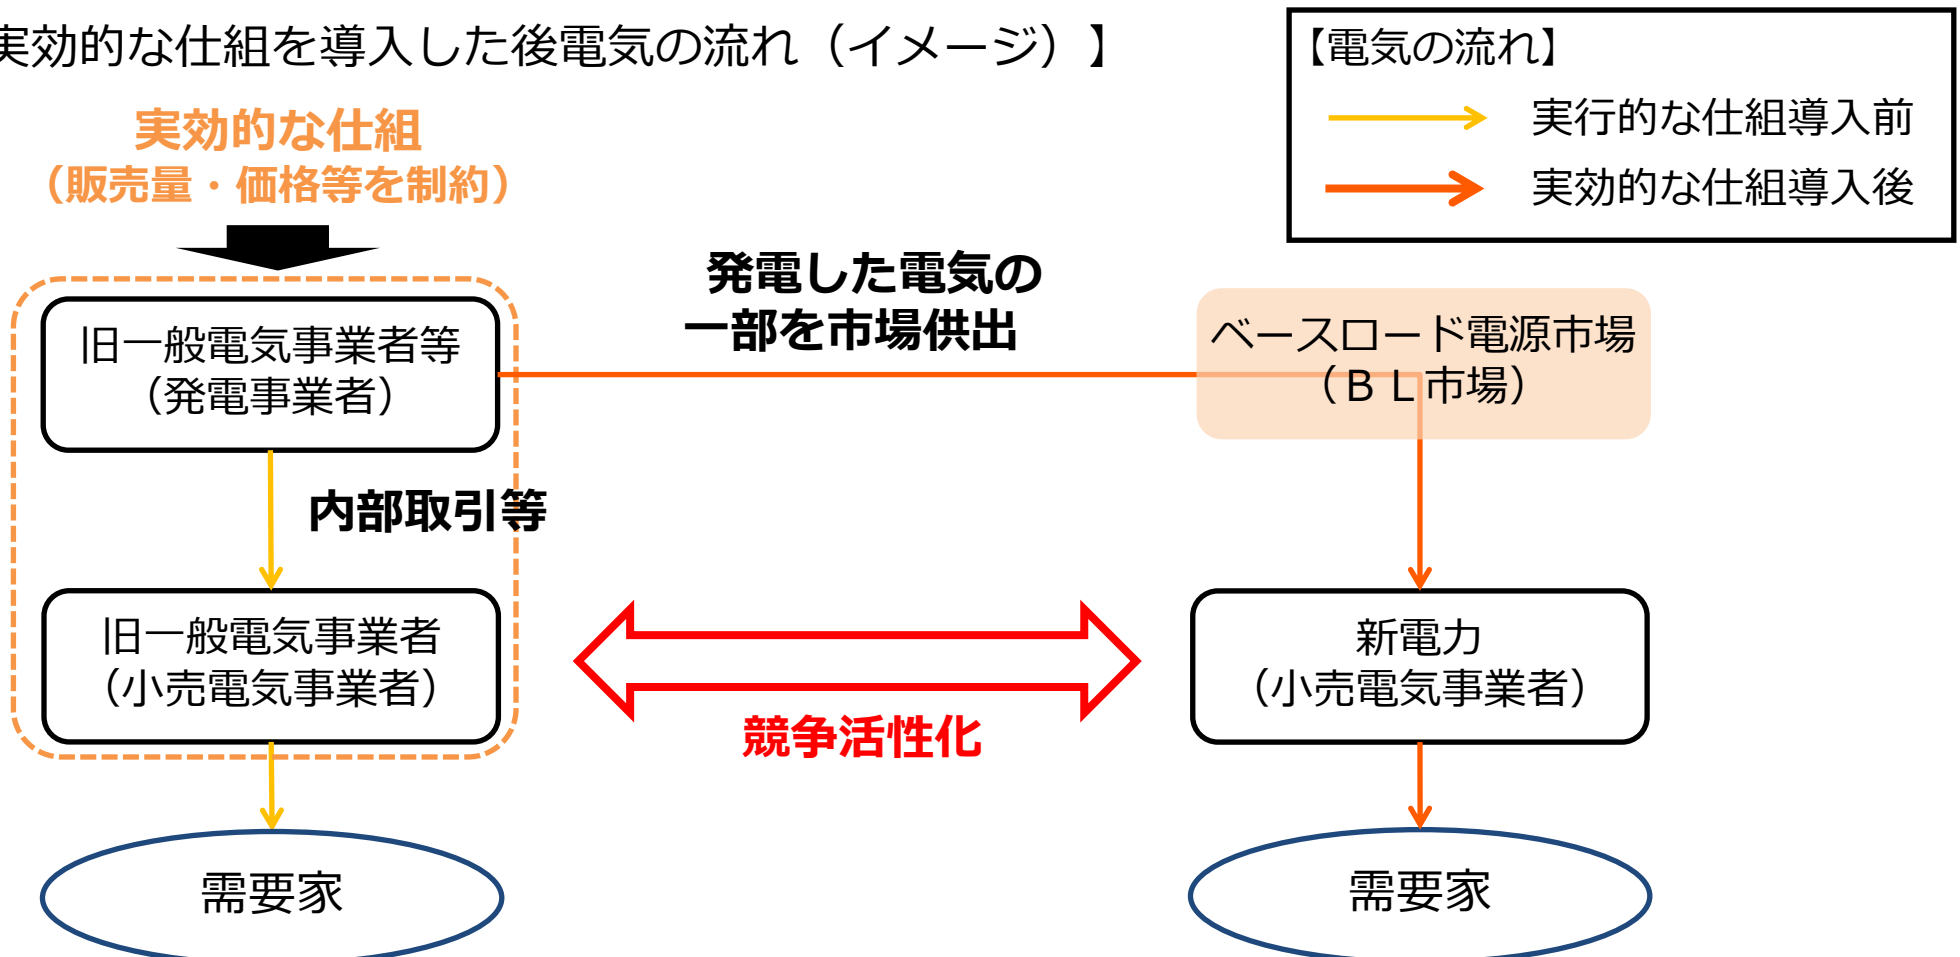 実効的な仕組を導入した後電気の流れ（イメージ）】
【電気の流れ】
実行的な仕組導入前
実効的な仕組導入後
実効的な仕組
（販売量・価格等を制約）
発電した電気の
一部を市場供出
旧一般電気事業者等
（発電事業者）
ベースロード電源市場
（ＢＬ市場）
内部取引等
旧一般電気事業者
（小売電気事業者）
新電力
（小売電気事業者）
競争活性化
需要家
需要家